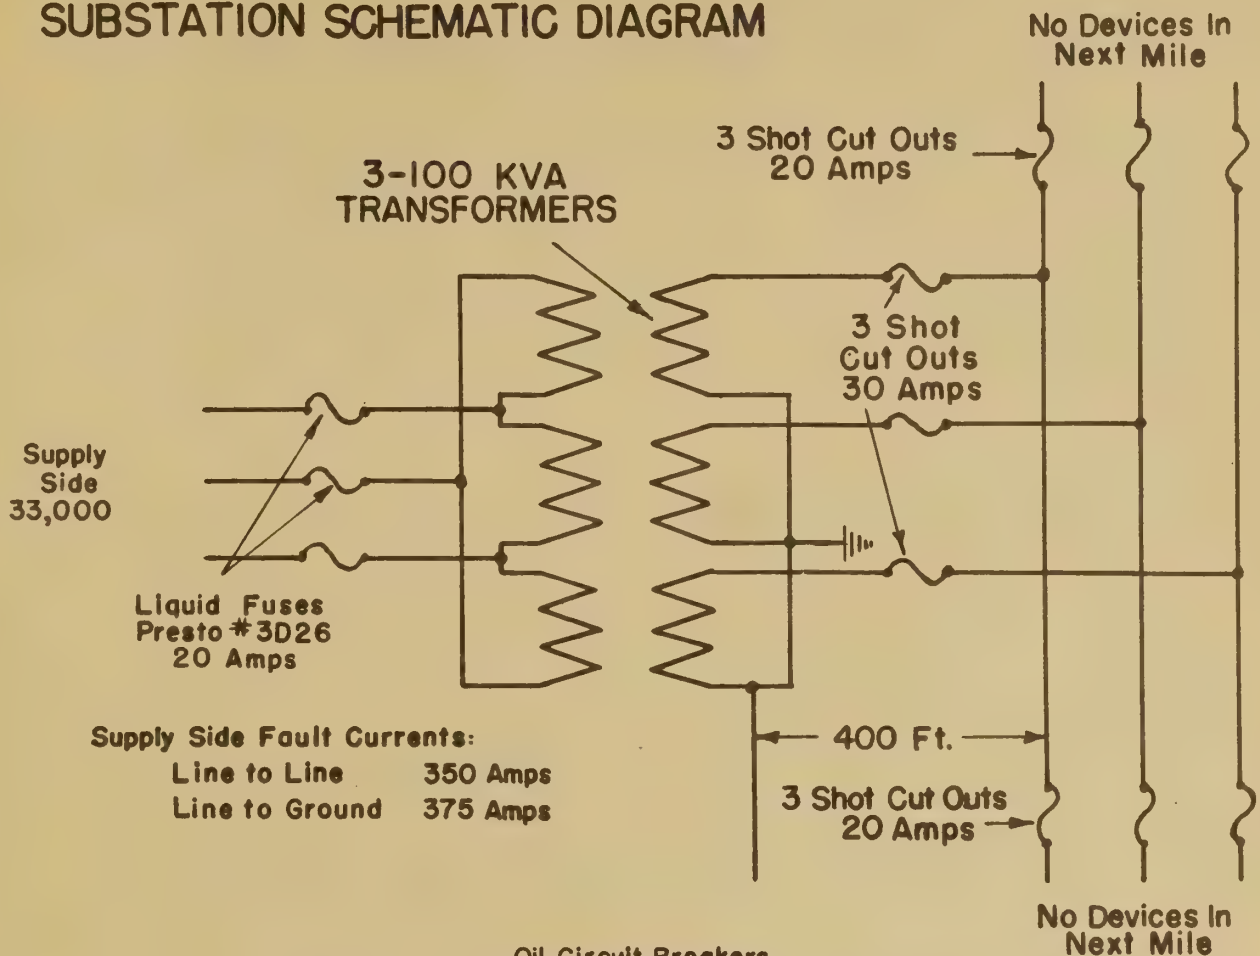 SUBSTATION SCHEMATIC DIAGRAM
No Devices In
Next Mile
3 Shot Cut Outs
20 Amps
3-100 KVA
TRANSFORMERS
3 Shot
Cut Outs
30 Amps
Supply
Side
33,000
Liquid Fuses
Presto #3D26
20 Amps
Supply Side Fault Currents:
Line to Line 350 Amps
Line to Ground 375 Amps
400 Ft.
3 Shot Cut Outs
20 Amps
No Devices In
Next Mile
Oil Circuit Breakers